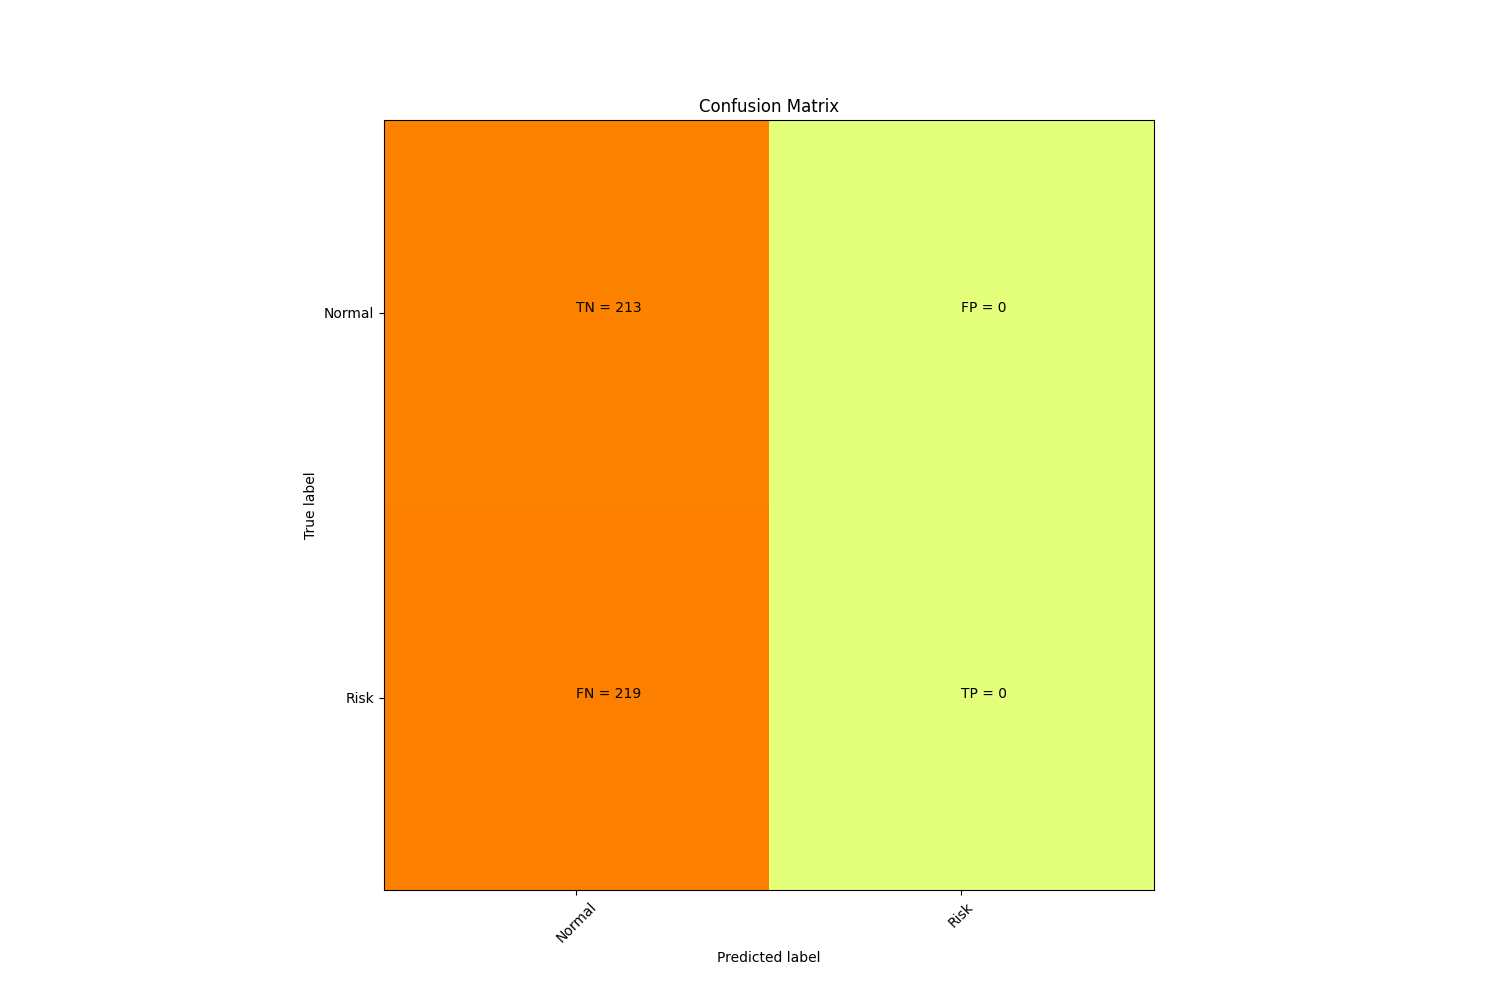 Confusion Matrix
Normal
TN = 213
FP = 0
True label
Risk
FN = 219
TP = 0
Normal
Risk
Predicted label